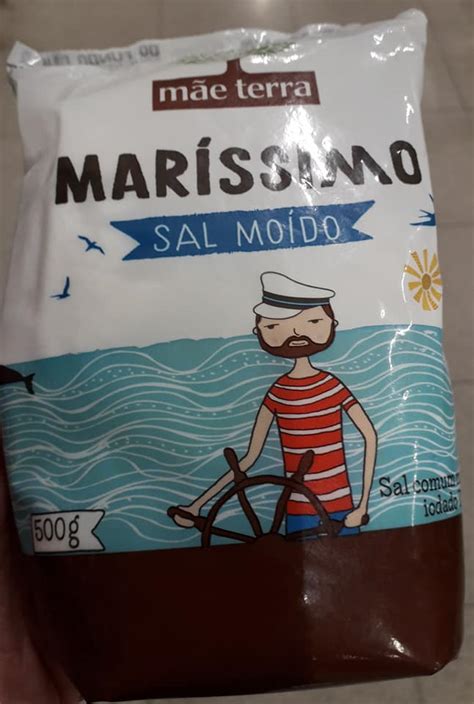 mãe terra
MARÍSSIMO
SAL MOÍDO
Sal comum
iodado
500g